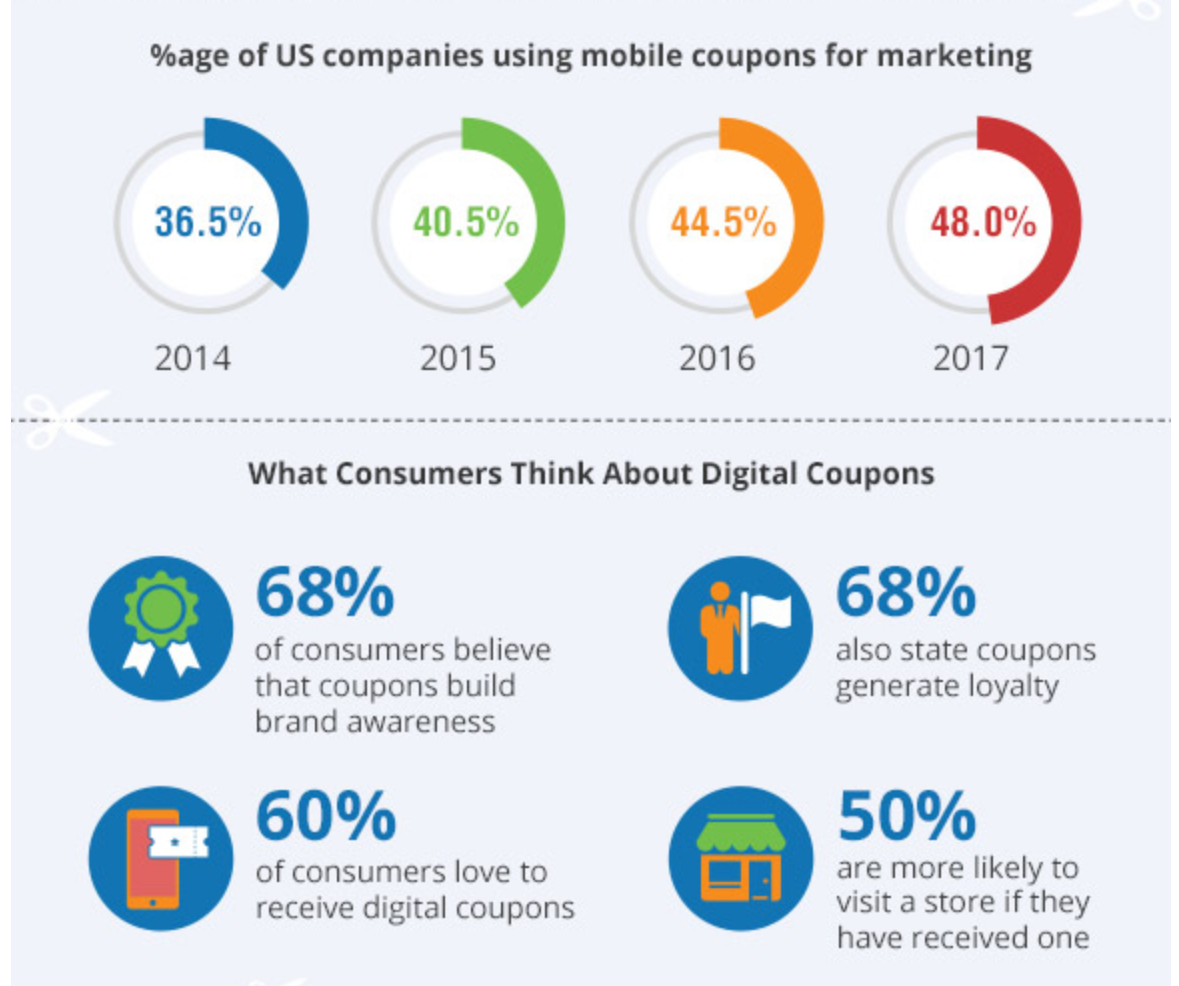 %age of US companies using mobile coupons for marketing
36.5%
40.5%
44.5%
48.0%
2014
2015
2016
2017
What Consumers Think About Digital Coupons
68%
of consumers believe
that coupons build
brand awareness
68%
also state coupons
generate loyalty
60%
of consumers love to
receive digital coupons
50%
are more likely to
visit a store if they
have received one